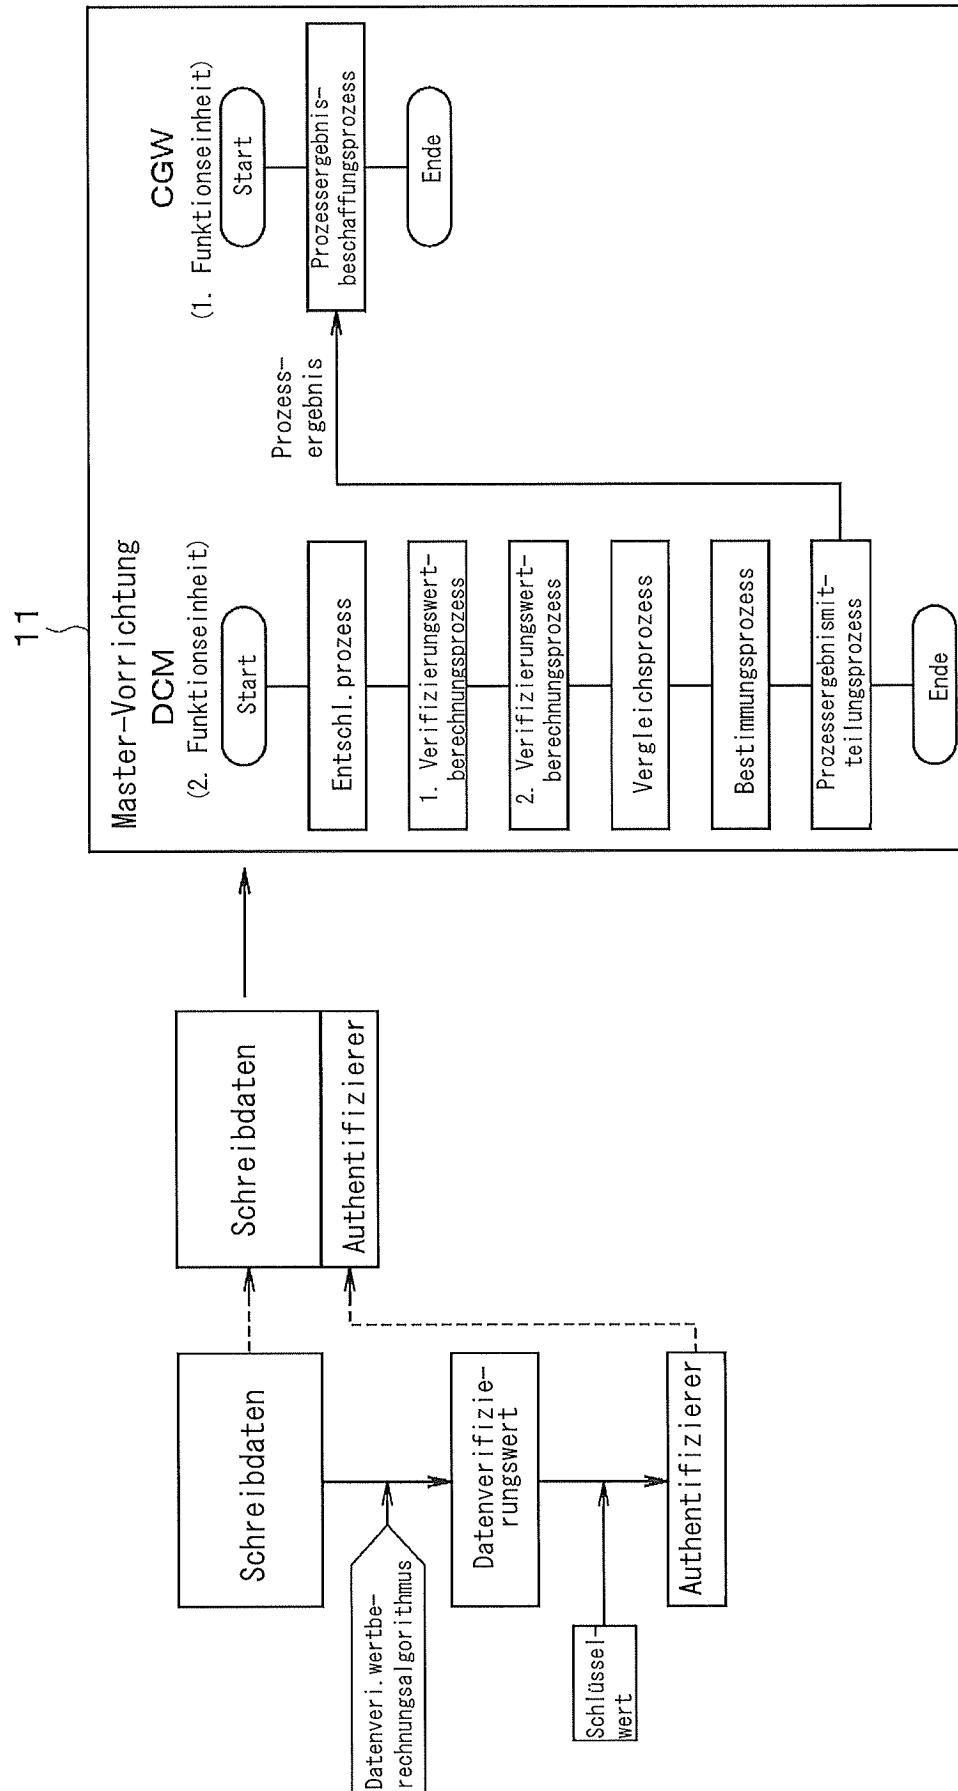 Schreibdaten
Datenveri.wertbe-
rechnungsalgorithmus
Datenverifizie-
rungswert
Schlüssel-
wert
Authentifizierer
Schreibdaten
Authentifizierer
11
Master-Vorrichtung
DCM
(2. Funktionseinheit)
Start
Entschl.prozess
1. Verifizierungswert-
berechnungsprozess
2. Verifizierungswert-
berechnungsprozess
Vergleichsprozess
Bestimmungsprozess
Prozessergebnismit-
teilungsprozess
Ende
Prozess-
ergebnis
CGW
(1. Funktionseinheit)
Start
Prozessergebnis-
beschaffungsprozess
Ende